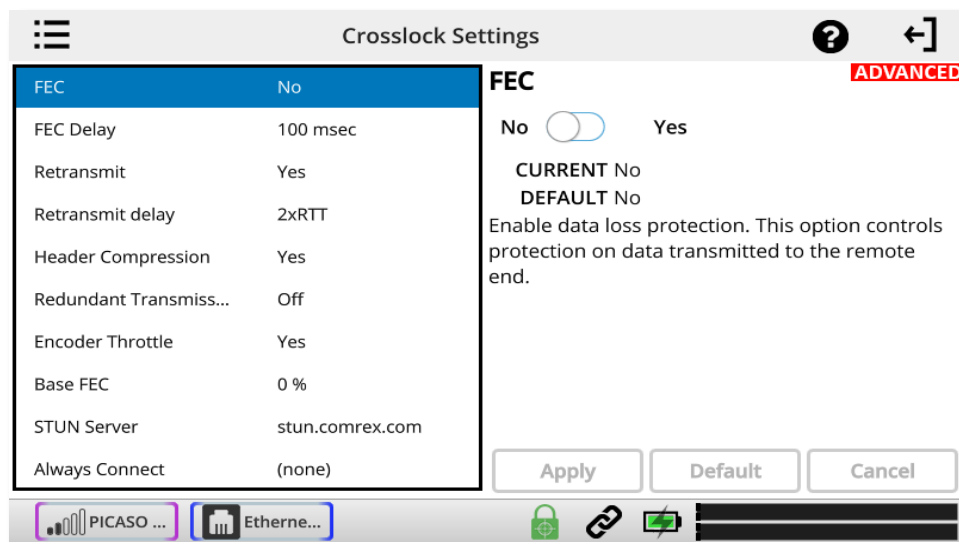 Crosslock Settings
ADVANCED
FEC No
FEC Delay 100 msec
Retransmit Yes
Retransmit delay 2xRTT
Header Compression Yes
Redundant Transmiss... Off
Encoder Throttle Yes
Base FEC 0 %
STUN Server stun.comrex.com
Always Connect (none)
FEC
No Yes
CURRENT No
DEFAULT No
Enable data loss protection. This option controls
protection on data transmitted to the remote
end.
Apply Default Cancel
PICASO ... Etherne...